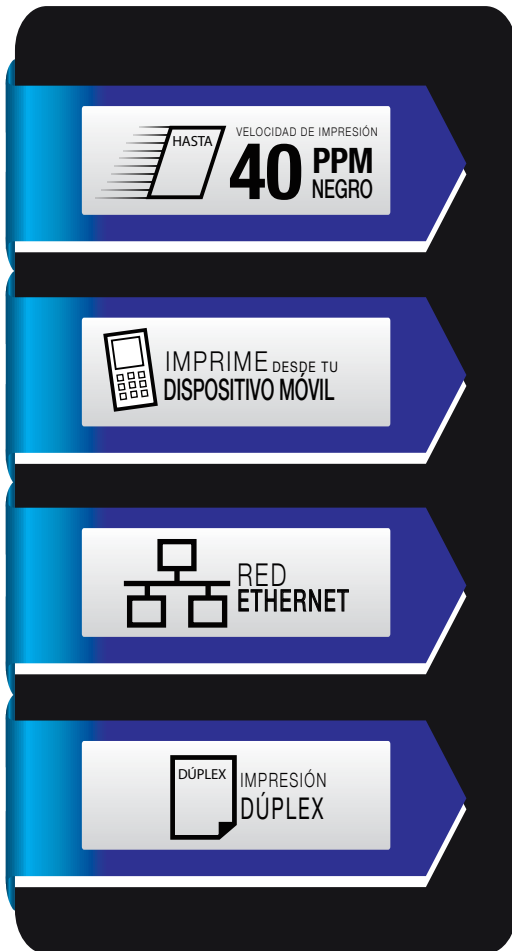 HASTA
VELOCIDAD DE IMPRESIÓN
40 PPM
NEGRO
IMPRIME DESDE TU
DISPOSITIVO MÓVIL
RED
ETHERNET
DÚPLEX
IMPRESIÓN
DÚPLEX